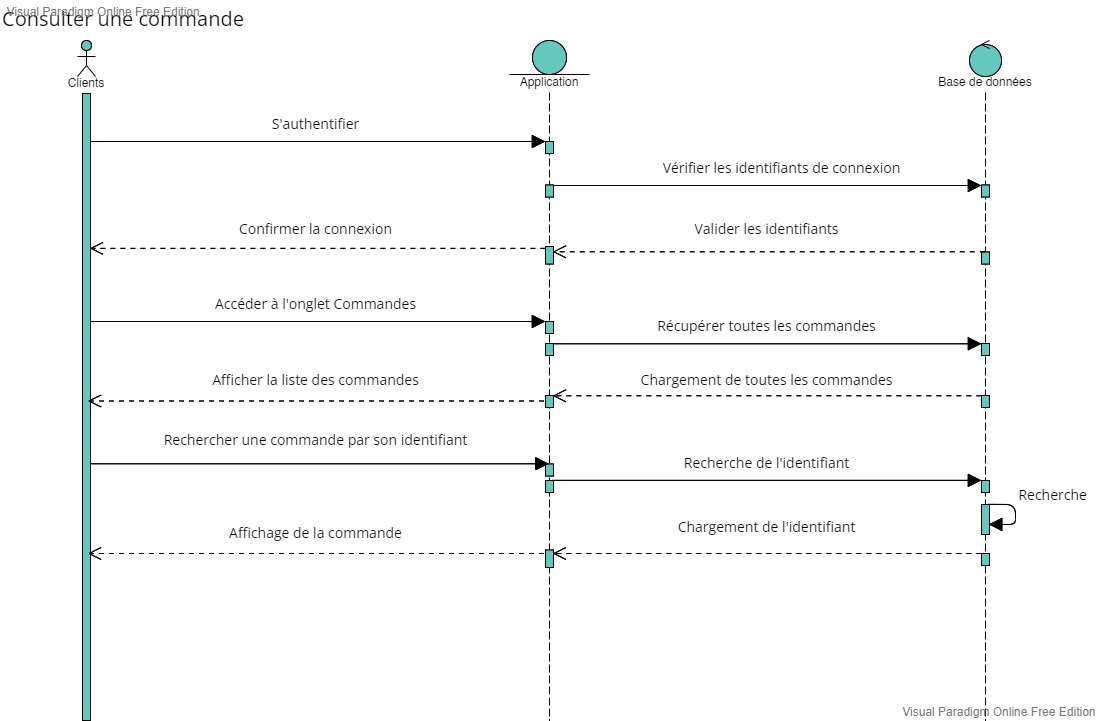 Visual Paradigm Online Free Edition
Consulter une commande
Clients
Application
Base de données
S'authentifier
Vérifier les identifiants de connexion
Confirmer la connexion
Valider les identifiants
Accéder à l'onglet Commandes
Récupérer toutes les commandes
Afficher la liste des commandes
Chargement de toutes les commandes
Rechercher une commande par son identifiant
Recherche de l'identifiant
Recherche
Affichage de la commande
Chargement de l'identifiant
Visual Paradigm Online Free Edition